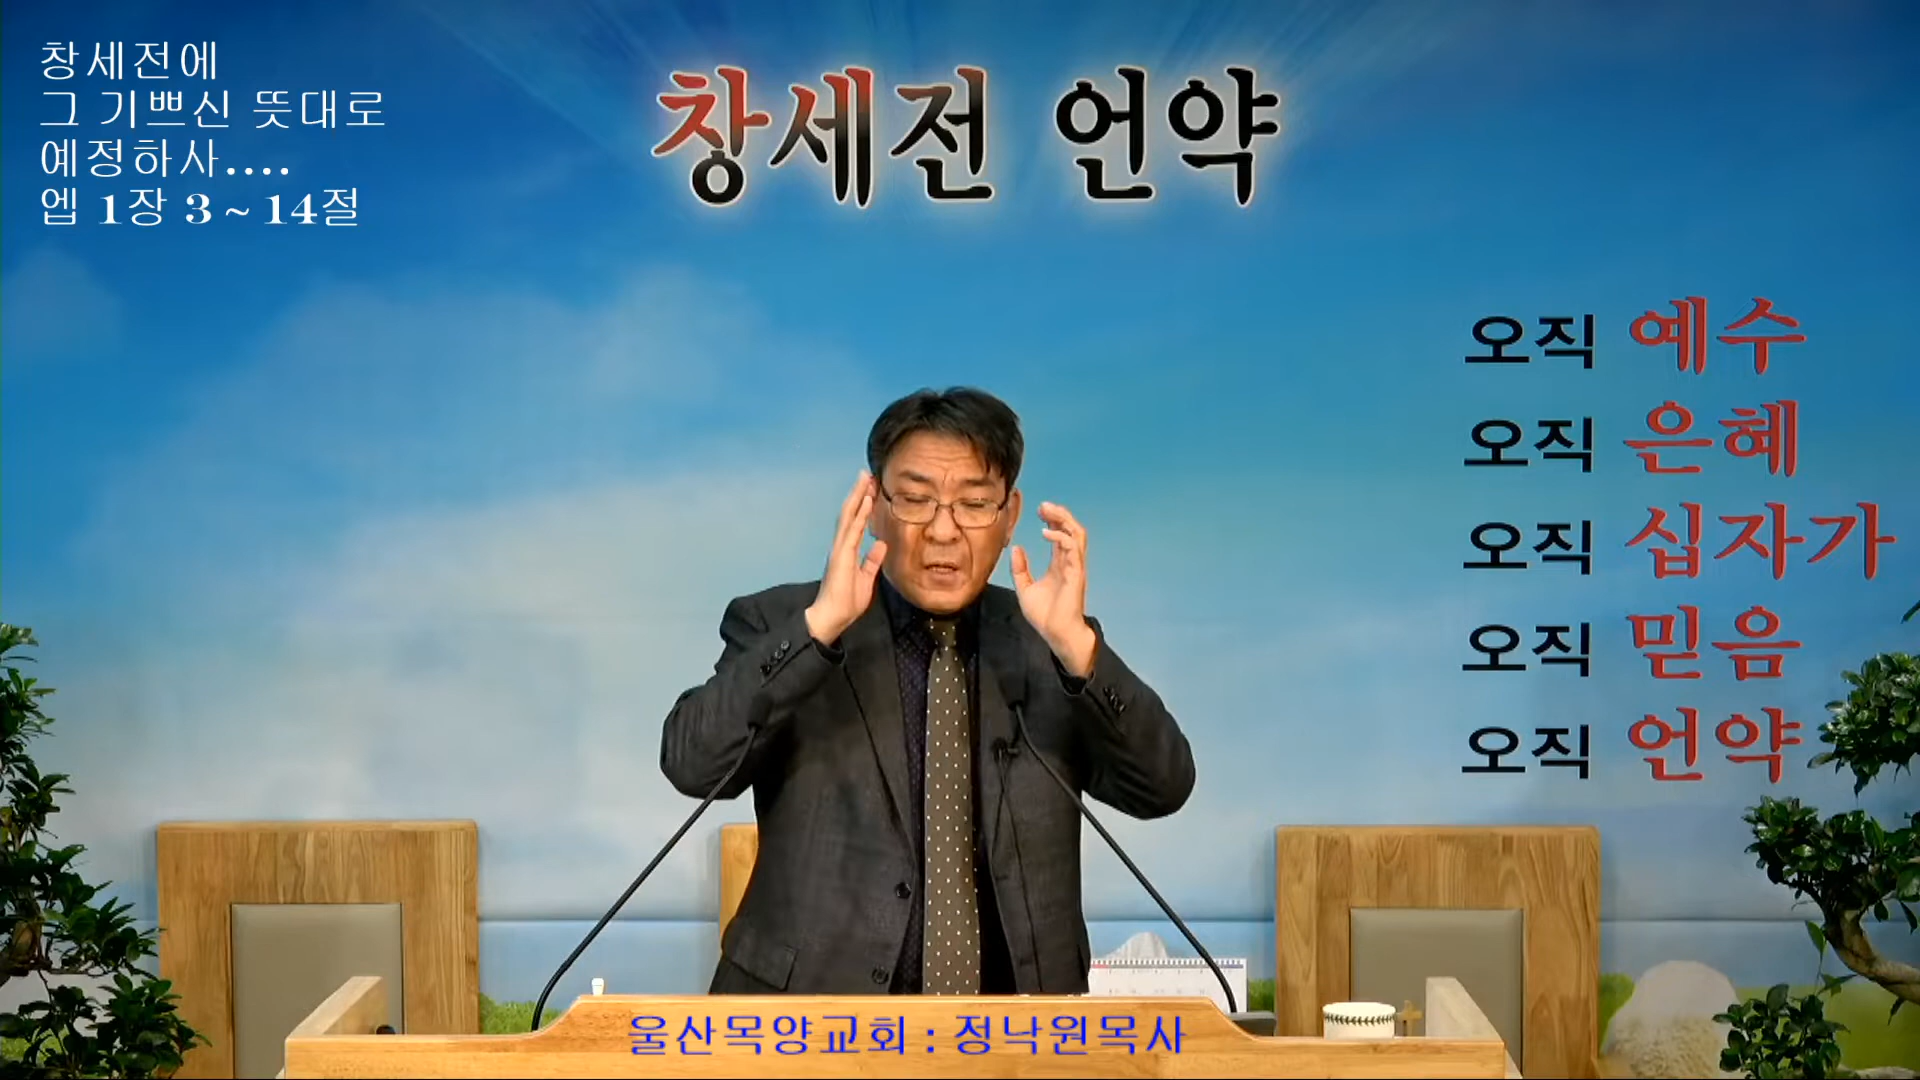 창세전에
그 기쁘신 뜻대로
예정하사....
엡 1장 3 ~ 14절
창세전 언약
오직 예수
오직 은혜
오직 십자가
오직 믿음
오직 언약
울산목양교회 : 정낙원목사